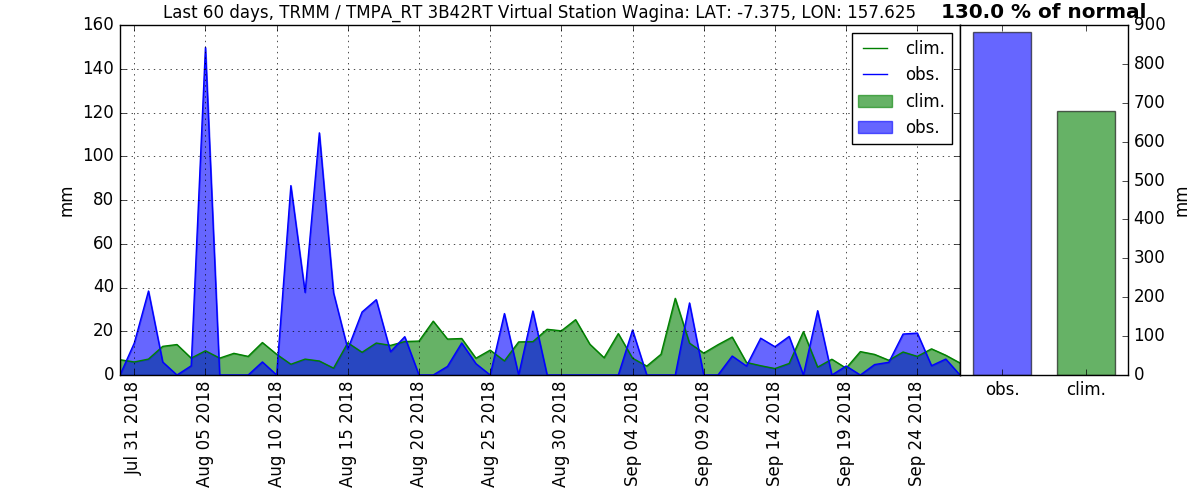 Last 60 days, TRMM / TMPA_RT 3B42RT Virtual Station Wagina: LAT: -7.375, LON: 157.625
130.0 % of normal
160
140
120
100
80
60
40
20
0
mm
clim.
obs.
clim.
obs.
Jul 31 2018
Aug 05 2018
Aug 10 2018
Aug 15 2018
Aug 20 2018
Aug 25 2018
Aug 30 2018
Sep 04 2018
Sep 09 2018
Sep 14 2018
Sep 19 2018
Sep 24 2018
900
800
700
600
500
400
300
200
100
0
mm
obs.
clim.